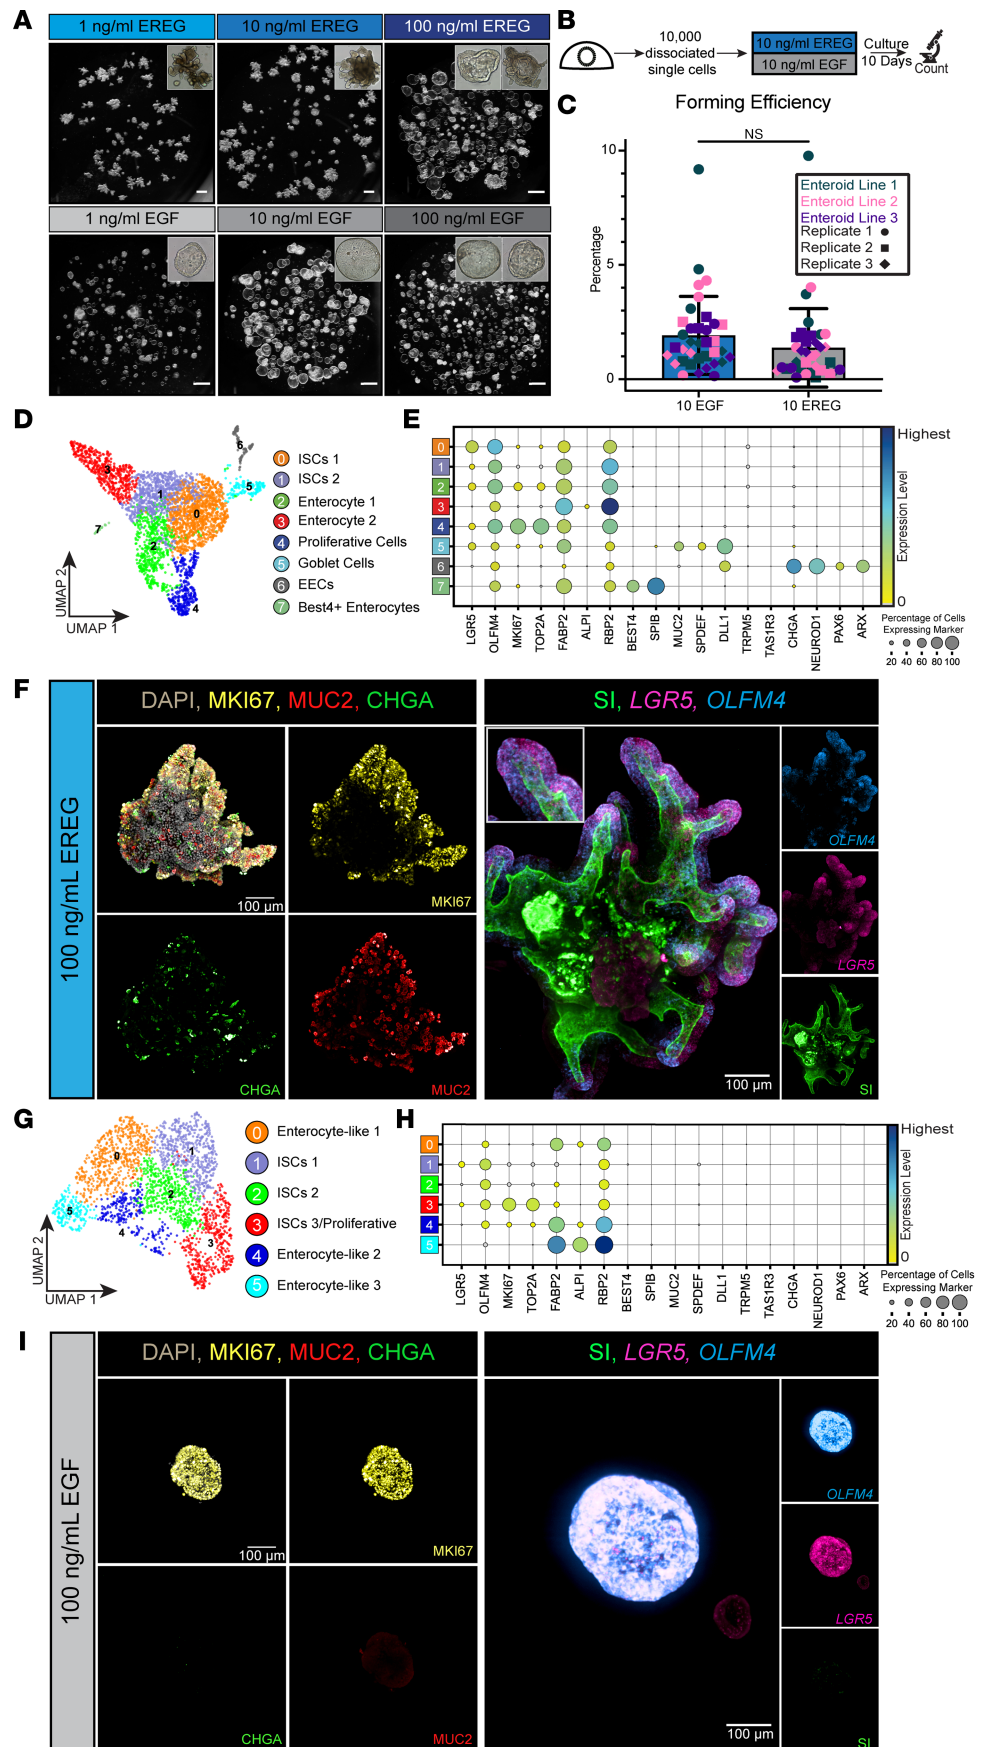 A
1 ng/ml EREG
10 ng/ml EREG
100 ng/ml EREG
1 ng/ml EGF
10 ng/ml EGF
100 ng/ml EGF
B
10,000
dissociated
single cells
10 ng/ml EREG
10 ng/ml EGF
Culture
10 Days
Count
C
Forming Efficiency
NS
Percentage
10
5
0
Enteroid Line 1
Enteroid Line 2
Enteroid Line 3
Replicate 1
Replicate 2
Replicate 3
10 EGF
10 EREG
D
0
1
2
3
4
5
6
7
UMAP 2
UMAP 1
0 ISCs 1
1 ISCs 2
2 Enterocyte 1
3 Enterocyte 2
4 Proliferative Cells
5 Goblet Cells
6 EECs
7 Best4+ Enterocytes
E
0
1
2
3
4
5
6
7
LGR5
OLFM4
MKI67
TOP2A
FABP2
ALPI
RBP2
BEST4
SPIB
MUC2
SPDEF
DLL1
TRPM5
TAS1R3
CHGA
NEUROD1
PAX6
ARX
Highest
Expression Level
0
Percentage of Cells
Expressing Marker
20 40 60 80 100
F
100 ng/mL EREG
DAPI, MKI67, MUC2, CHGA
100 µm
MKI67
CHGA
MUC2
SI, LGR5, OLFM4
100 µm
OLFM4
LGR5
SI
G
0
1
2
3
4
5
UMAP 2
UMAP 1
0 Enterocyte-like 1
1 ISCs 1
2 ISCs 2
3 ISCs 3/Proliferative
4 Enterocyte-like 2
5 Enterocyte-like 3
H
0
1
2
3
4
5
LGR5
OLFM4
MKI67
TOP2A
FABP2
ALPI
RBP2
BEST4
SPIB
MUC2
SPDEF
DLL1
TRPM5
TAS1R3
CHGA
NEUROD1
PAX6
ARX
Highest
Expression Level
0
Percentage of Cells
Expressing Marker
20 40 60 80 100
I
100 ng/mL EGF
DAPI, MKI67, MUC2, CHGA
100 µm
MKI67
CHGA
MUC2
SI, LGR5, OLFM4
100 µm
OLFM4
LGR5
SI